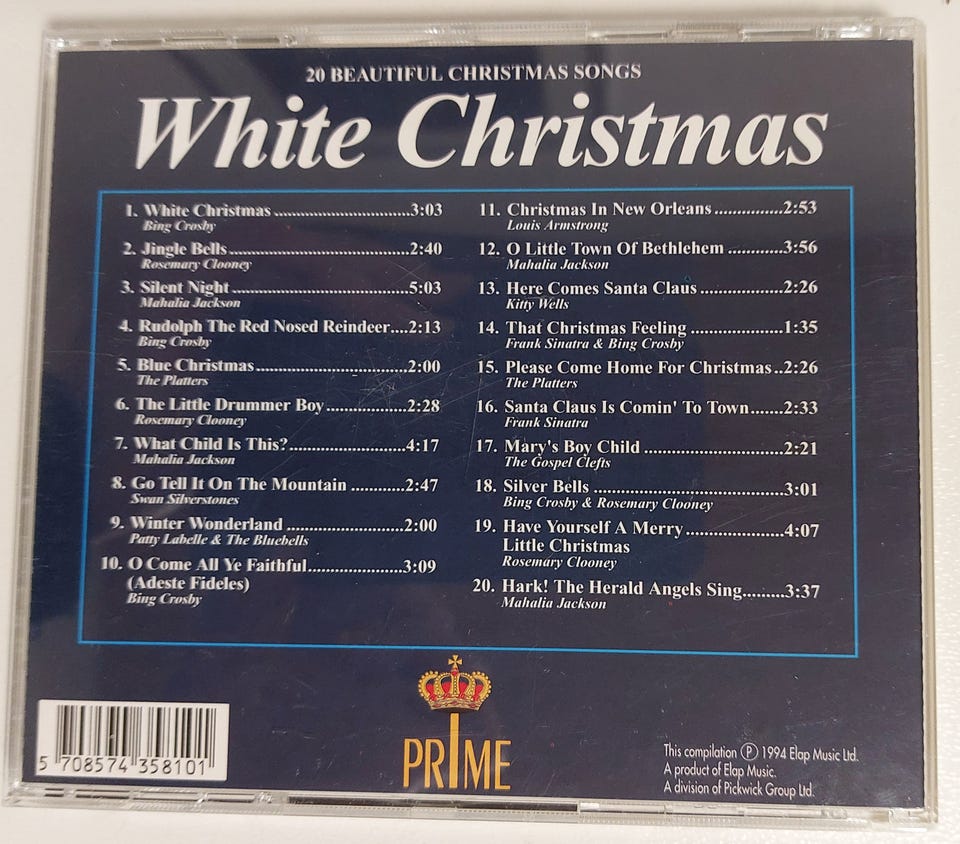 20 BEAUTIFUL CHRISTMAS SONGS
White Christmas
1. White Christmas ..............................3:03
Bing Crosby
2. Jingle Bells........................................2:40
Rosemary Clooney
3. Silent Night.......................................5:03
Mahalia Jackson
4. Rudolph The Red Nosed Reindeer....2:13
Bing Crosby
5. Blue Christmas.................................2:00
The Platters
6. The Little Drummer Boy..................2:28
Rosemary Clooney
7. What Child Is This?..........................4:17
Mahalia Jackson
8. Go Tell It On The Mountain ............2:47
Swan Silverstones
9. Winter Wonderland ..........................2:00
Patty Labelle & The Bluebells
10. O Come All Ye Faithful.....................3:09
(Adeste Fideles)
Bing Crosby
11. Christmas In New Orleans ...............2:53
Louis Armstrong
12. O Little Town Of Bethlehem ............3:56
Mahalia Jackson
13. Here Comes Santa Claus ..................2:26
Kitty Wells
14. That Christmas Feeling ....................1:35
Frank Sinatra & Bing Crosby
15. Please Come Home For Christmas..2:26
The Platters
16. Santa Claus Is Comin' To Town.......2:33
Frank Sinatra
17. Mary's Boy Child ..............................2:21
The Gospel Clefts
18. Silver Bells ..........................................3:01
Bing Crosby & Rosemary Clooney
19. Have Yourself A Merry......................4:07
Little Christmas
Rosemary Clooney
20. Hark! The Herald Angels Sing.........3:37
Mahalia Jackson
PRIME
5 708574 358101
This compilation Ⓟ 1994 Elap Music Ltd.
A product of Elap Music.
A division of Pickwick Group Ltd.